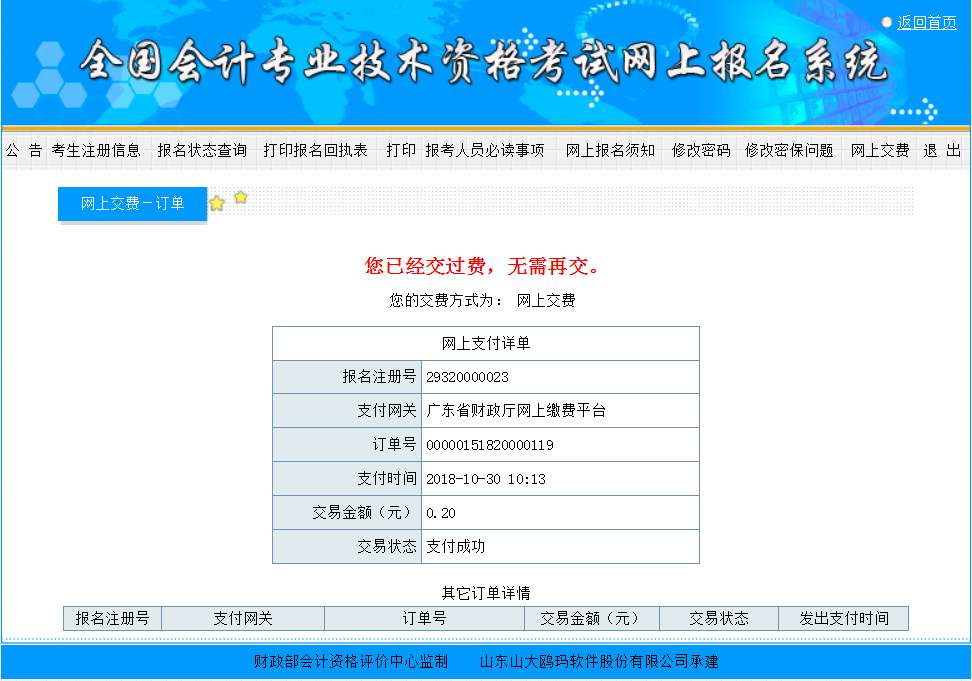 返回首页
全国会计专业技术资格考试网上报名系统
公 告 考生注册信息 报名状态查询 打印报名回执表 打印 报考人员必读事项 网上报名须知 修改密码 修改密保问题 网上交费 退 出
网上交费－订单
您已经交过费，无需再交。
您的交费方式为： 网上交费
网上支付详单
报名注册号 29320000023
支付网关 广东省财政厅网上缴费平台
订单号 00000151820000119
支付时间 2018-10-30 10:13
交易金额（元） 0.20
交易状态 支付成功
其它订单详情
报名注册号 支付网关 订单号 交易金额（元） 交易状态 发出支付时间
财政部会计资格评价中心监制 山东山大鸥玛软件股份有限公司承建